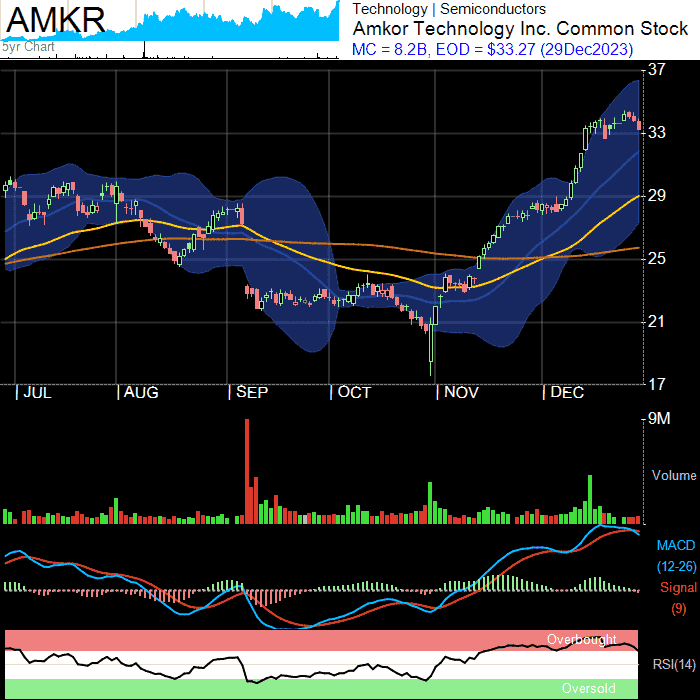 AMKR
5yr Chart
Technology | Semiconductors
Amkor Technology Inc. Common Stock
MC = 8.2B, EOD = $33.27 (29Dec2023)
37
33
29
25
21
17
JUL
AUG
SEP
OCT
NOV
DEC
9M
Volume
MACD
(12-26)
Signal
(9)
Overbought
RSI(14)
Oversold